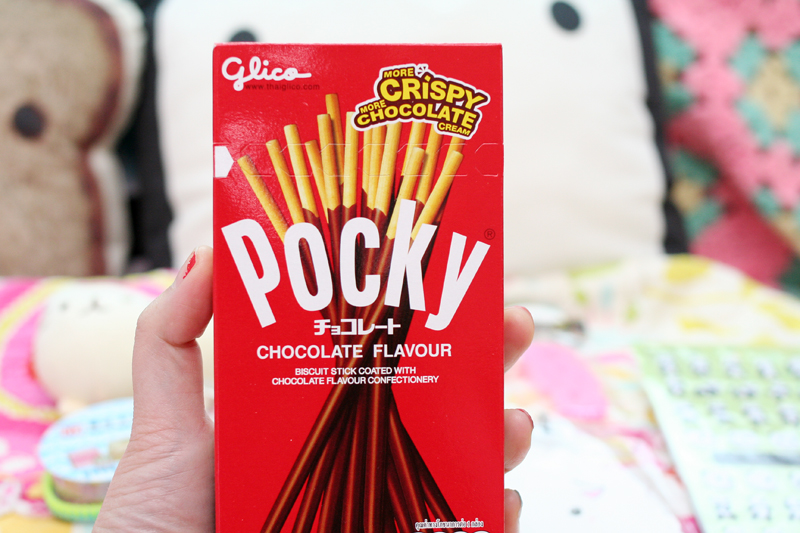 Glico
www.thaiglico.com
MORE
CRISPY
MORE
CHOCOLATE
CREAM
Pocky
®
チョコレート
CHOCOLATE FLAVOUR
BISCUIT STICK COATED WITH
CHOCOLATE FLAVOUR CONFECTIONERY